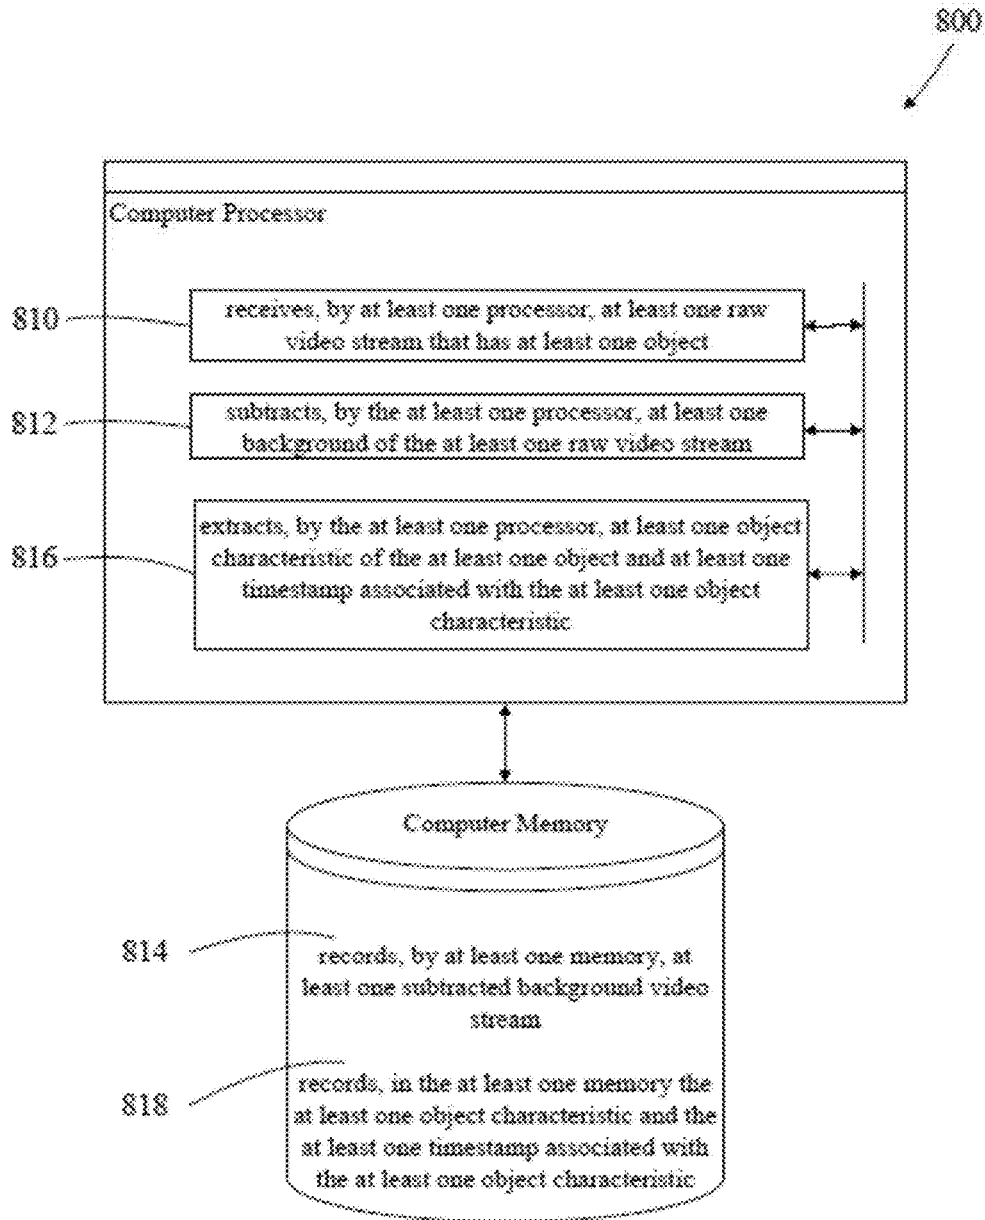 800
Computer Processor
810
receives, by at least one processor, at least one raw
video stream that has at least one object
812
subtracts, by the at least one processor, at least one
background of the at least one raw video stream
816
extracts, by the at least one processor, at least one object
characteristic of the at least one object and at least one
timestamp associated with the at least one object
characteristic
Computer Memory
814
records, by at least one memory, at
least one subtracted background video
stream
818
records, in the at least one memory the
at least one object characteristic and the
at least one timestamp associated with
the at least one object characteristic